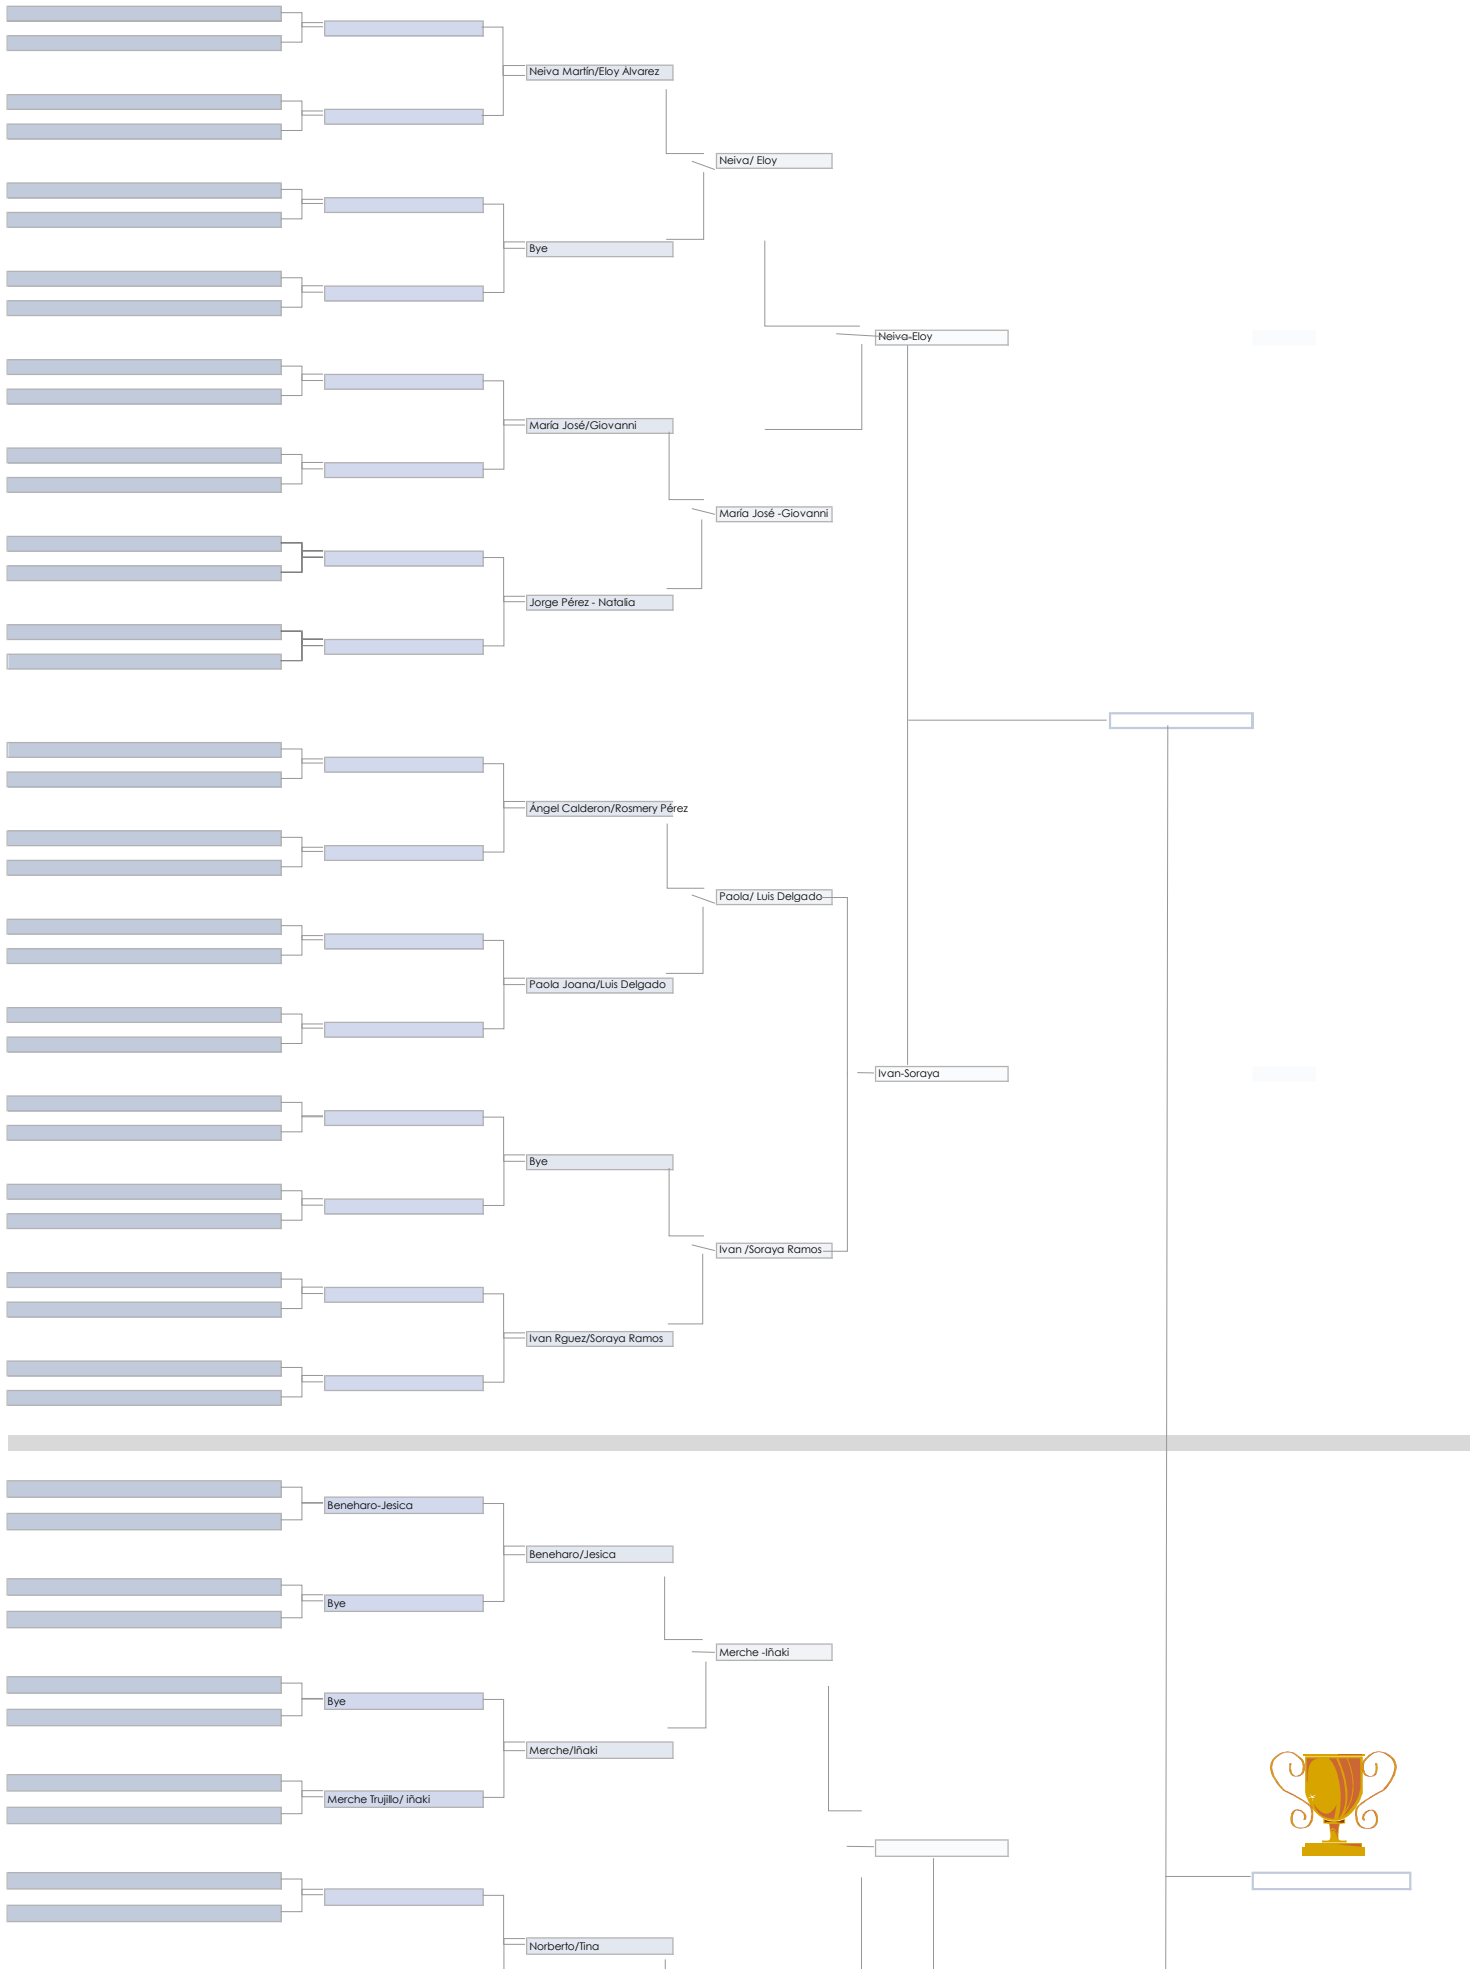 Neiva Martín/Eloy Álvarez
Neiva/ Eloy
Bye
Neiva-Eloy
María José/Giovanni
María José -Giovanni
Jorge Pérez - Natalia
Ángel Calderon/Rosmery Pérez
Paola/ Luis Delgado
Paola Joana/Luis Delgado
Ivan-Soraya
Bye
Ivan /Soraya Ramos
Ivan Rguez/Soraya Ramos
Beneharo-Jesica
Beneharo/Jesica
Bye
Merche -Iñaki
Bye
Merche/Iñaki
Merche Trujillo/ iñaki
Norberto/Tina